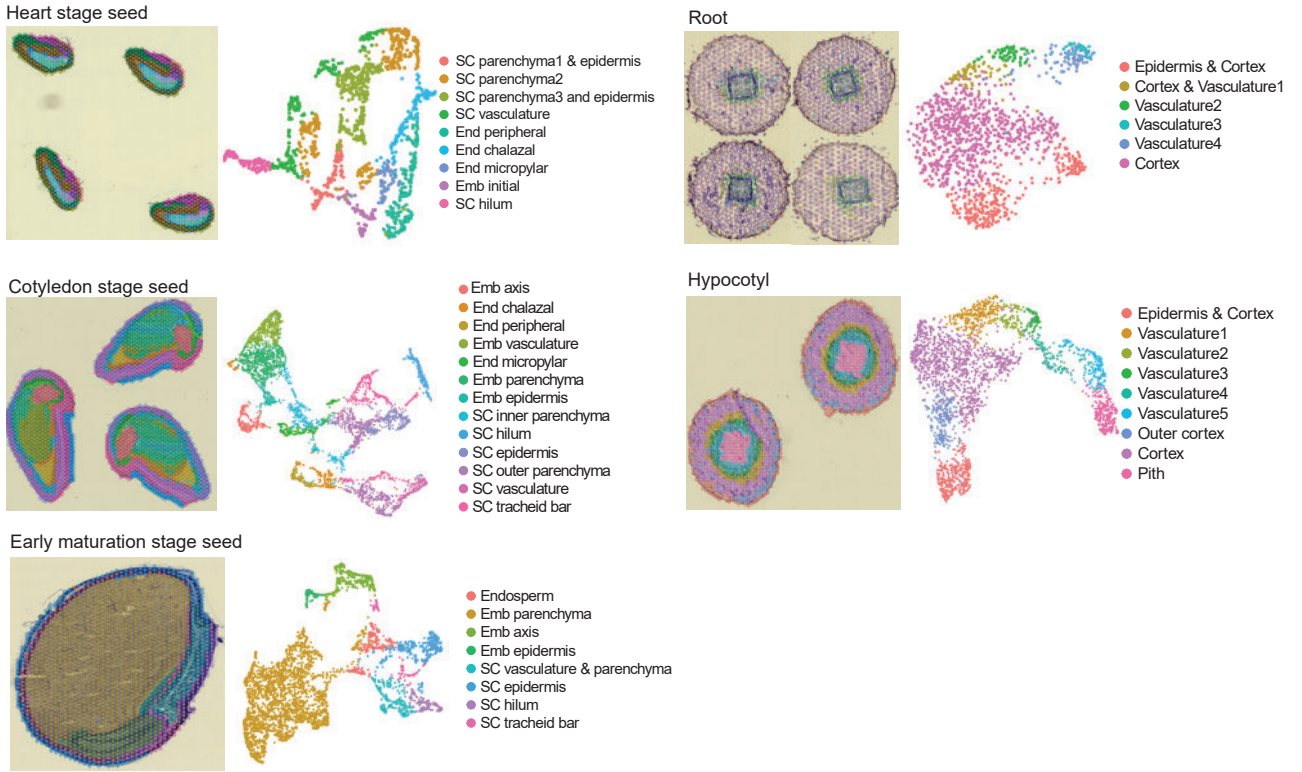 Heart stage seed
SC parenchyma1 & epidermis
SC parenchyma2
SC parenchyma3 and epidermis
SC vasculature
End peripheral
End chalazal
End micropylar
Emb initial
SC hilum
Root
Epidermis & Cortex
Cortex & Vasculature1
Vasculature2
Vasculature3
Vasculature4
Cortex
Cotyledon stage seed
Emb axis
End chalazal
End peripheral
Emb vasculature
End micropylar
Emb parenchyma
Emb epidermis
SC inner parenchyma
SC hilum
SC epidermis
SC outer parenchyma
SC vasculature
SC tracheid bar
Hypocotyl
Epidermis & Cortex
Vasculature1
Vasculature2
Vasculature3
Vasculature4
Vasculature5
Outer cortex
Cortex
Pith
Early maturation stage seed
Endosperm
Emb parenchyma
Emb axis
Emb epidermis
SC vasculature & parenchyma
SC epidermis
SC hilum
SC tracheid bar